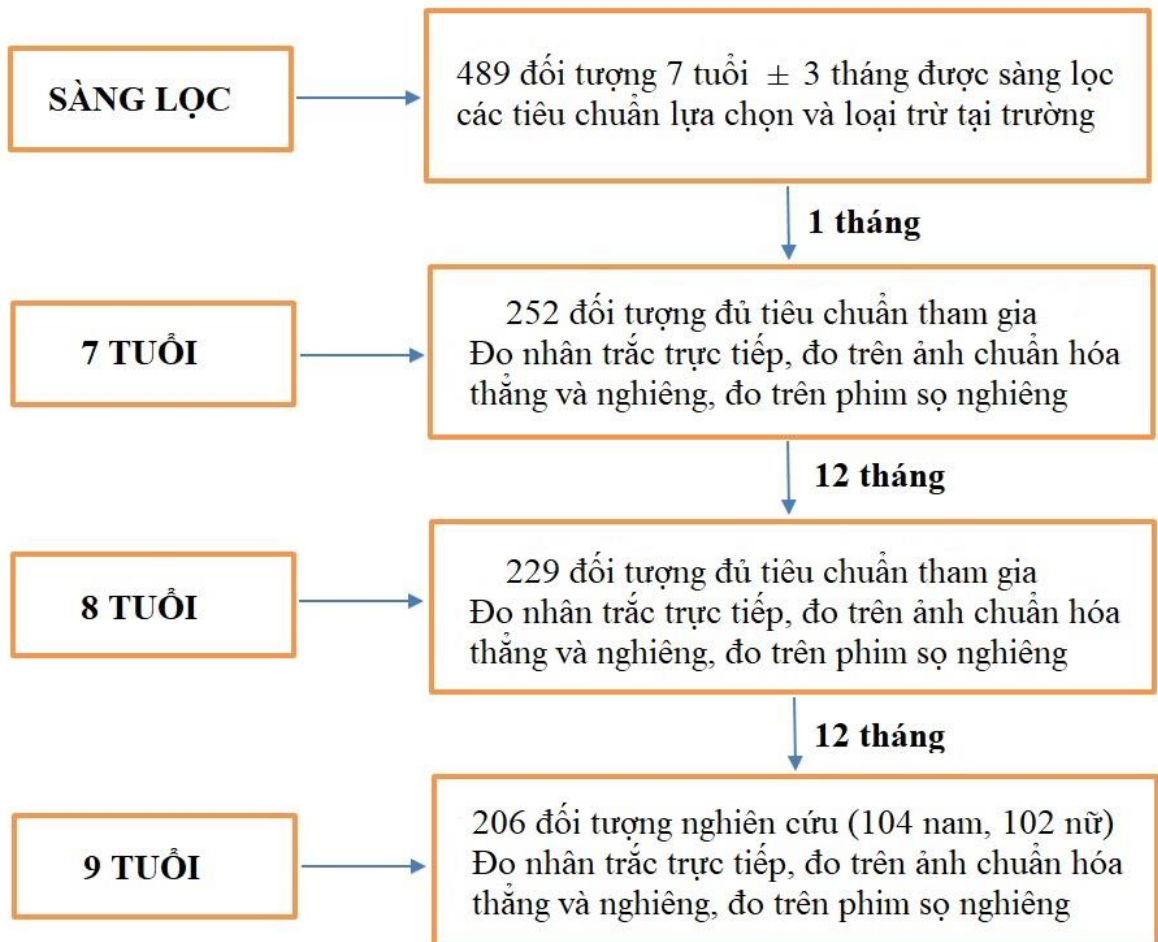 SÀNG LỌC
489 đối tượng 7 tuổi ± 3 tháng được sàng lọc
các tiêu chuẩn lựa chọn và loại trừ tại trường
1 tháng
7 TUỔI
252 đối tượng đủ tiêu chuẩn tham gia
Đo nhân trắc trực tiếp, đo trên ảnh chuẩn hóa
thẳng và nghiêng, đo trên phim sọ nghiêng
12 tháng
8 TUỔI
229 đối tượng đủ tiêu chuẩn tham gia
Đo nhân trắc trực tiếp, đo trên ảnh chuẩn hóa
thẳng và nghiêng, đo trên phim sọ nghiêng
12 tháng
9 TUỔI
206 đối tượng nghiên cứu (104 nam, 102 nữ)
Đo nhân trắc trực tiếp, đo trên ảnh chuẩn hóa
thẳng và nghiêng, đo trên phim sọ nghiêng